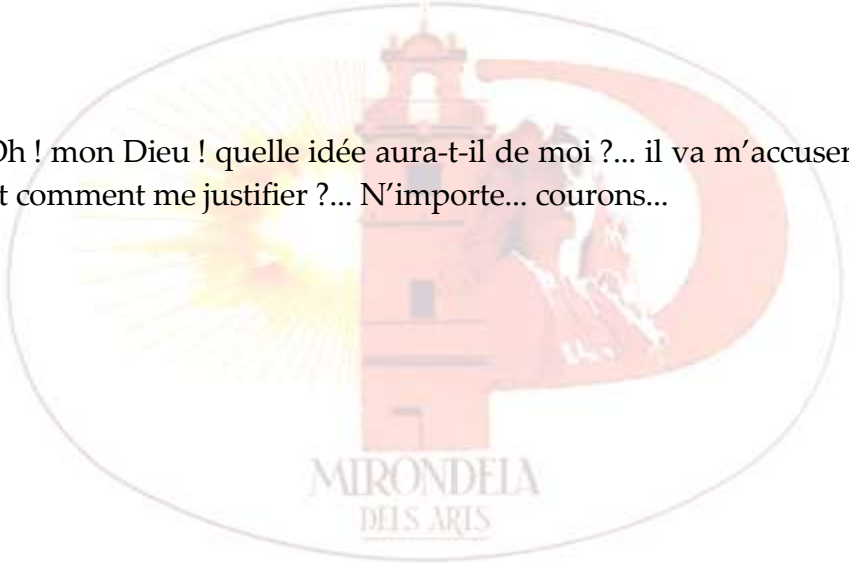 Oh ! mon Dieu ! quelle idée aura-t-il de moi ?... il va m’accuser
t comment me justifier ?... N’importe... courons...
MIRONDELA
DELS ARTS